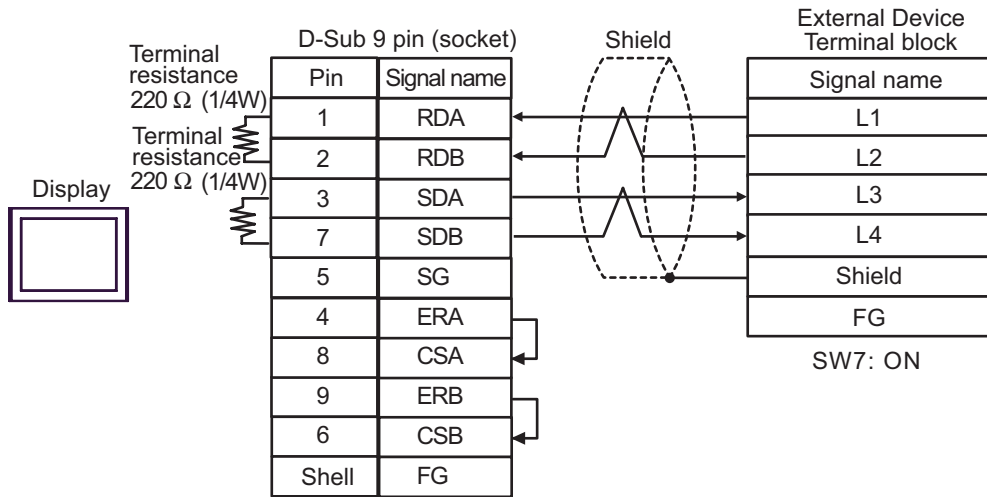 D-Sub 9 pin (socket)
Shield
External Device
Terminal block
Terminal
resistance
220 Ω (1/4W)
Terminal
resistance
220 Ω (1/4W)
Display
Pin Signal name
1 RDA
2 RDB
3 SDA
7 SDB
5 SG
4 ERA
8 CSA
9 ERB
6 CSB
Shell FG
Signal name
L1
L2
L3
L4
Shield
FG
SW7: ON